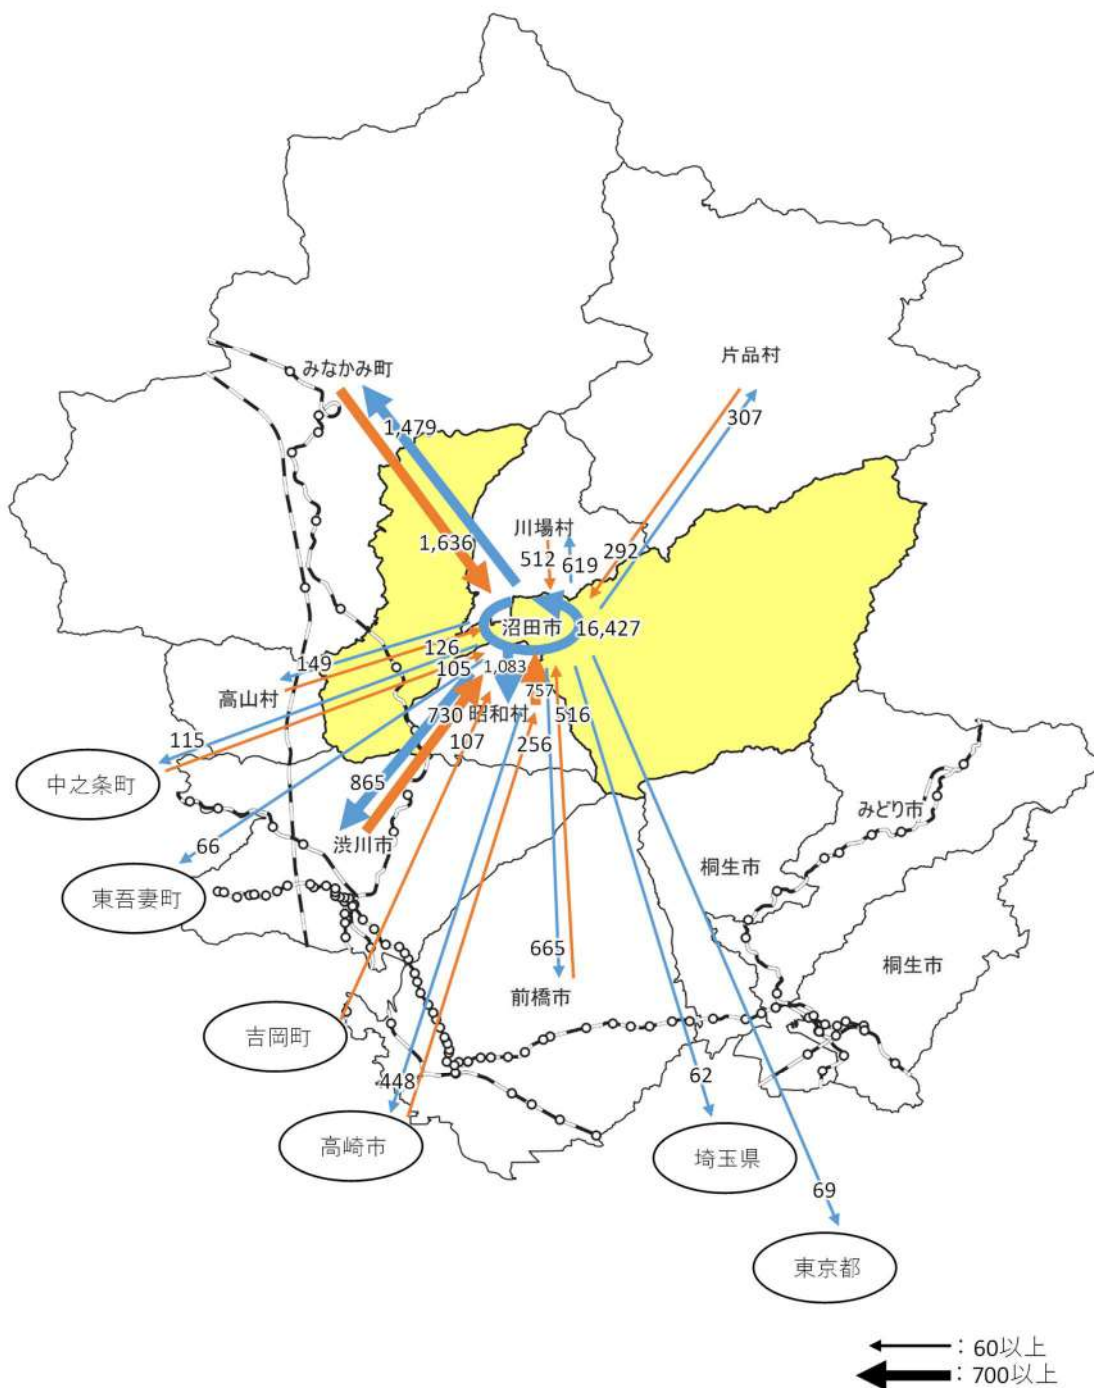 みなかみ町
片品村
307
1,479
川場村
1,636
512
619
292
沼田市
16,427
126
149
105
1,083
高山村
757
730
昭和村
516
115
107
256
中之条町
865
みどり市
渋川市
66
桐生市
東吾妻町
665
桐生市
前橋市
吉岡町
448
62
高崎市
埼玉県
69
東京都
：60以上
：700以上